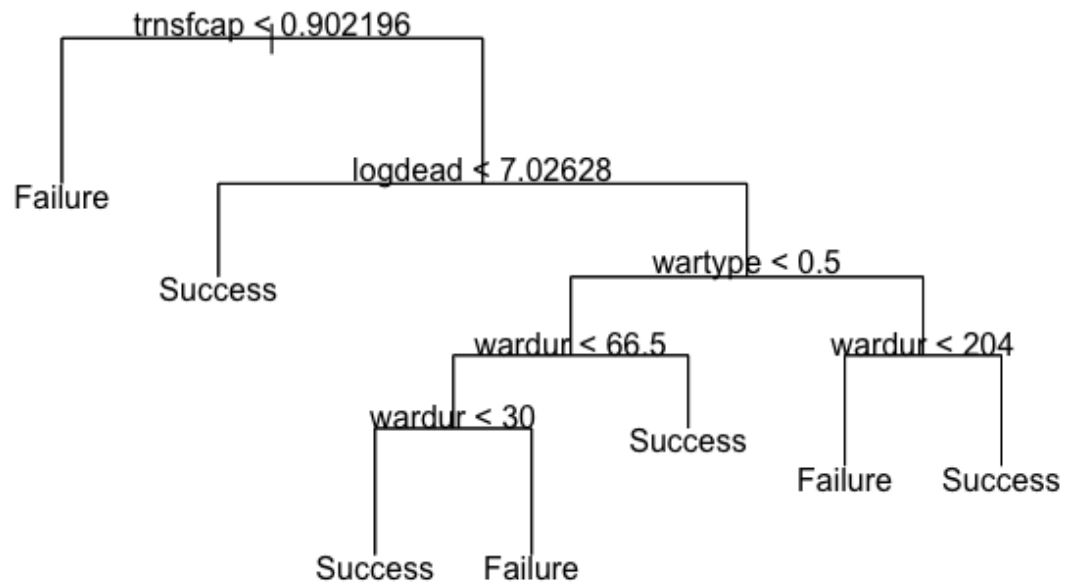 trnsfcap < 0.902196
logdead < 7.02628
Failure
wartype < 0.5
Success
wardur < 66.5
wardur < 204
wardur < 30
Success
Failure
Success
Success
Failure